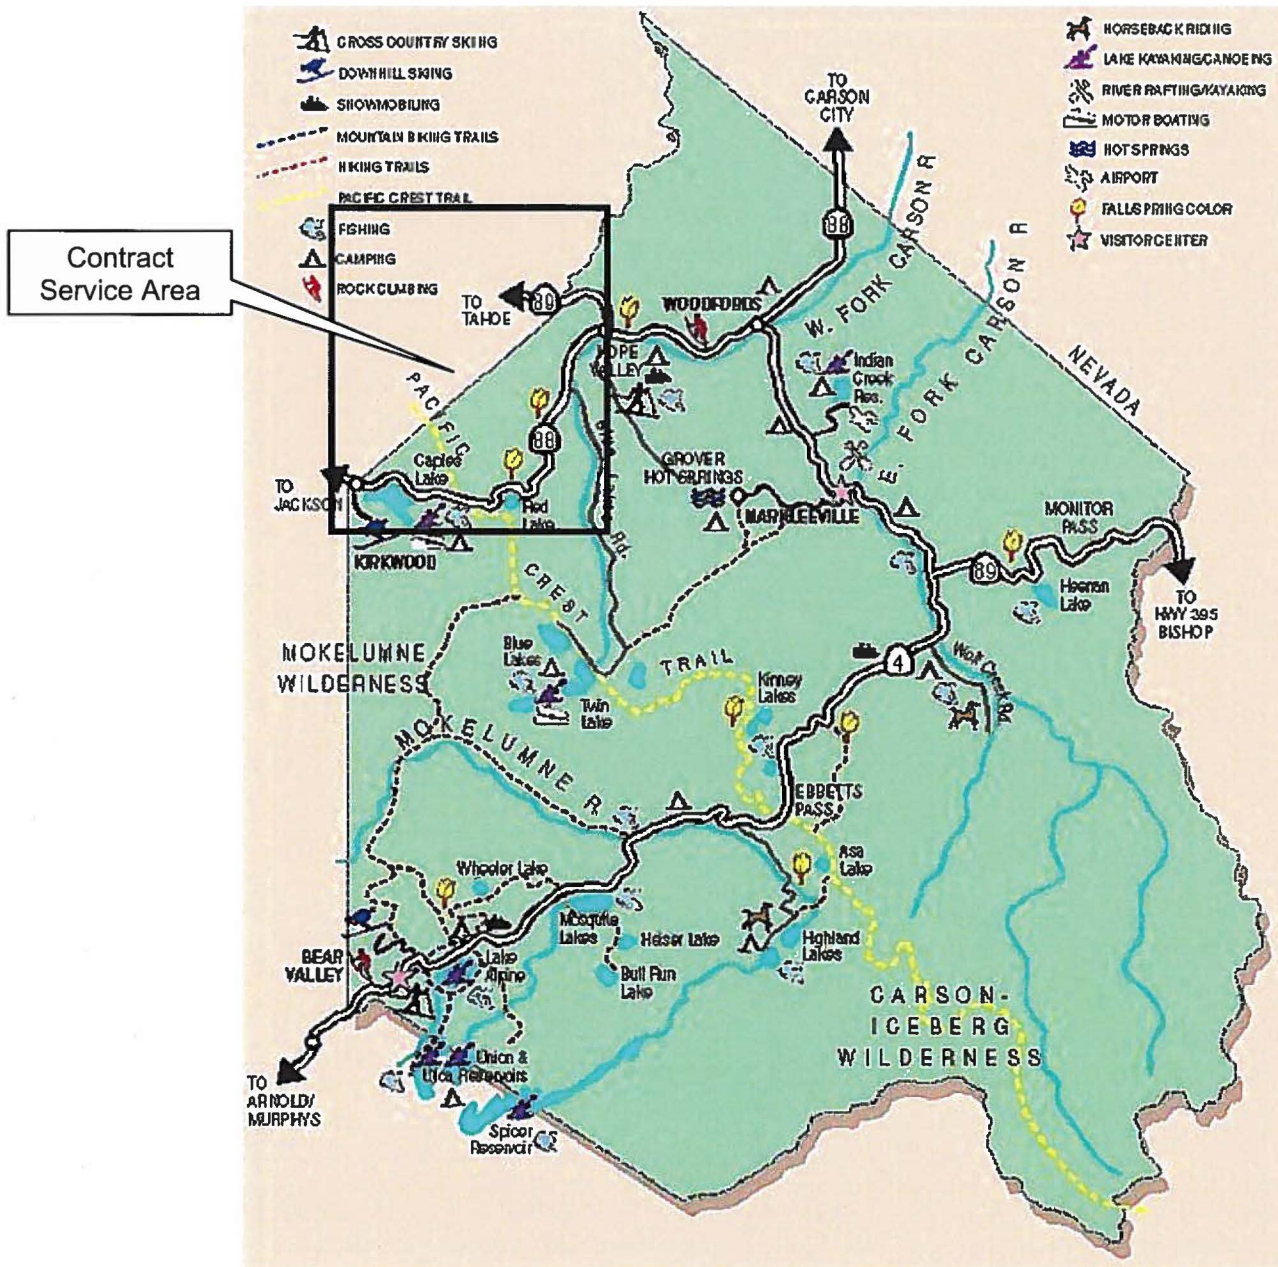 CROSS COUNTRY SKIING
DOWNHILL SKIING
SNOWMOBILING
MOUNTAIN BIKING TRAILS
HIKING TRAILS
PACIFIC CREST TRAIL
FISHING
CAMPING
ROCK CLIMBING
HORSEBACK RIDING
LAKE KAYAKING/CANOEING
RIVER RAFTING/KAYAKING
MOTOR BOATING
HOT SPRINGS
AIRPORT
FALL/SPRING COLOR
VISITOR CENTER
Contract
Service Area
TO
CARSON
CITY
88
W. FORK CARSON R
E. FORK CARSON R
NEVADA
TO
TAHOE
89
WOODFORDS
HOPE
VALLEY
Indian
Creek
Res.
PACIFIC
88
Caples
Lake
Red
Lake
TO
JACKSON
KIRKWOOD
Blue Lakes Rd.
GROVER
HOT SPRINGS
MARKLEEVILLE
MONITOR
PASS
89
Heenan
Lake
TO
HWY 395
BISHOP
CREST
TRAIL
MOKELUMNE
WILDERNESS
Blue
Lakes
Twin
Lake
Kinney
Lakes
4
Wolf Creek Rd.
MOKELUMNE R.
EBBETTS
PASS
Asa
Lake
Wheeler Lake
Mosquito
Lakes
Heiser Lake
Bull Run
Lake
Highland
Lakes
BEAR
VALLEY
Lake
Alpine
CARSON-
ICEBERG
WILDERNESS
Union &
Utica Reservoirs
TO
ARNOLD/
MURPHYS
Spicer
Reservoir